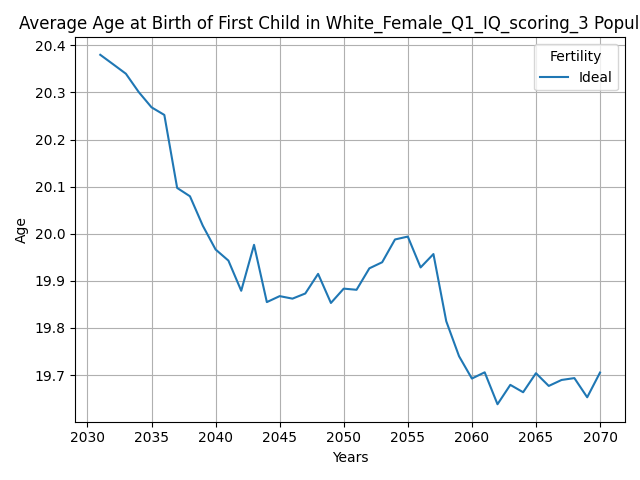 Average Age at Birth of First Child in White_Female_Q1_IQ_scoring_3 Popul
20.4
20.3
20.2
20.1
20.0
19.9
19.8
19.7
Age
Fertility
Ideal
2030 2035 2040 2045 2050 2055 2060 2065 2070
Years